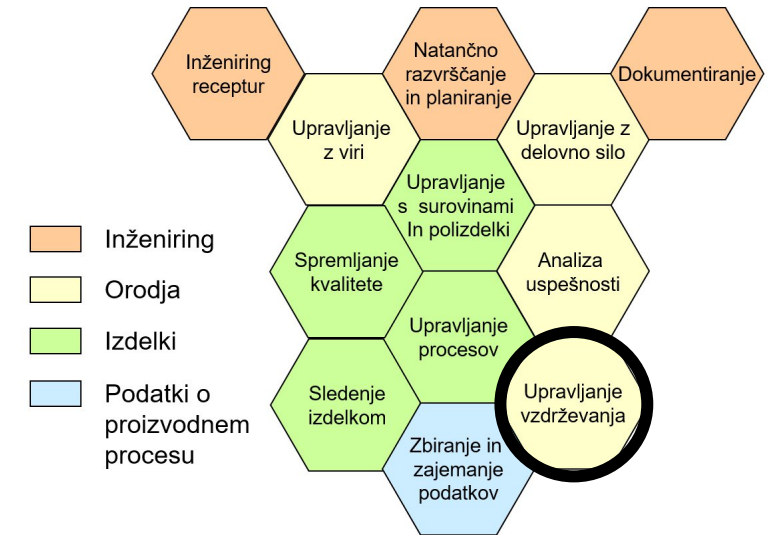 Inženiring
receptur
Natančno
razvrščanje
in planiranje
Dokumentiranje
Upravljanje
z viri
Upravljanje z
delovno silo
Upravljanje
s surovinami
In polizdelki
Spremljanje
kvalitete
Analiza
uspešnosti
Upravljanje
procesov
Sledenje
izdelkom
Upravljanje
vzdrževanja
Zbiranje in
zajemanje
podatkov
Inženiring
Orodja
Izdelki
Podatki o
proizvodnem
procesu